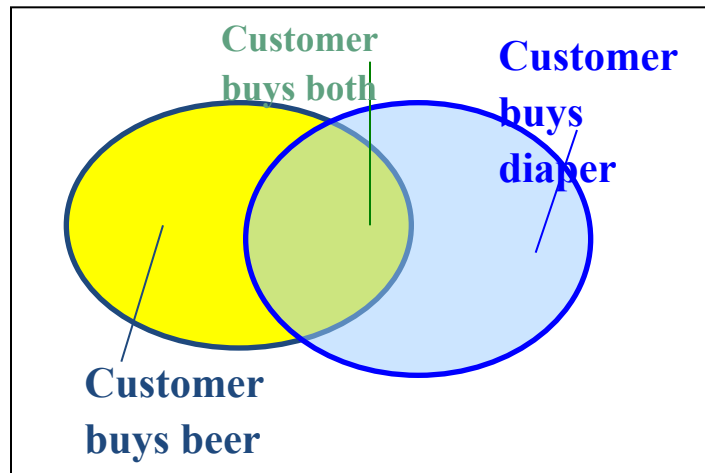 Customer
buys both
Customer
buys
diaper
Customer
buys beer